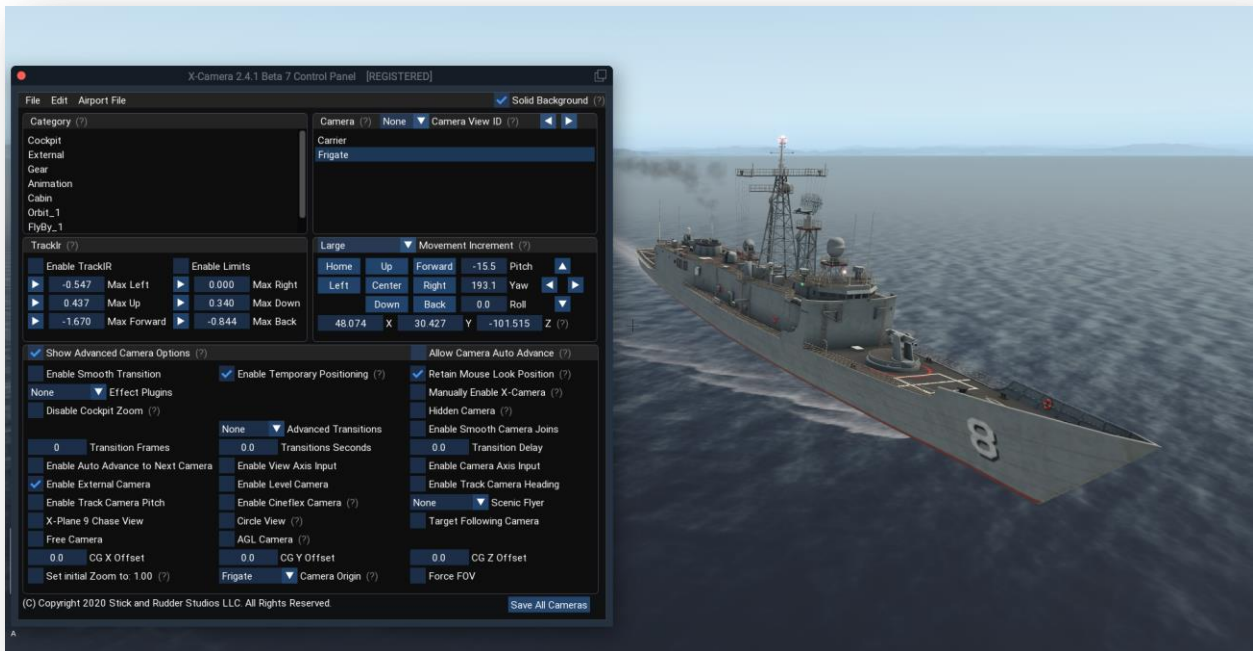 X-Camera 2.4.1 Beta 7 Control Panel [REGISTERED]
File Edit Airport File Solid Background (?)
Category (?)
Cockpit
External
Gear
Animation
Cabin
Orbit_1
FlyBy_1
Camera (?) None Camera View ID (?)
Carrier
Frigate
TrackIr (?)
Enable TrackIR Enable Limits
-0.547 Max Left 0.000 Max Right
0.437 Max Up 0.340 Max Down
-1.670 Max Forward -0.844 Max Back
Large Movement Increment (?)
Home Up Forward -15.5 Pitch
Left Center Right 193.1 Yaw
Down Back 0.0 Roll
48.074 X 30.427 Y -101.515 Z (?)
Show Advanced Camera Options (?) Allow Camera Auto Advance (?)
Enable Smooth Transition Enable Temporary Positioning (?) Retain Mouse Look Position (?)
None Effect Plugins Manually Enable X-Camera (?)
Disable Cockpit Zoom (?) Hidden Camera (?)
None Advanced Transitions Enable Smooth Camera Joins
0 Transition Frames 0.0 Transitions Seconds 0.0 Transition Delay
Enable Auto Advance to Next Camera Enable View Axis Input Enable Camera Axis Input
Enable External Camera Enable Level Camera Enable Track Camera Heading
Enable Track Camera Pitch Enable Cineflex Camera (?) None Scenic Flyer
X-Plane 9 Chase View Circle View (?) Target Following Camera
Free Camera AGL Camera (?)
0.0 CG X Offset 0.0 CG Y Offset 0.0 CG Z Offset
Set initial Zoom to: 1.00 (?) Frigate Camera Origin (?) Force FOV
(C) Copyright 2020 Stick and Rudder Studios LLC. All Rights Reserved. Save All Cameras
A
8